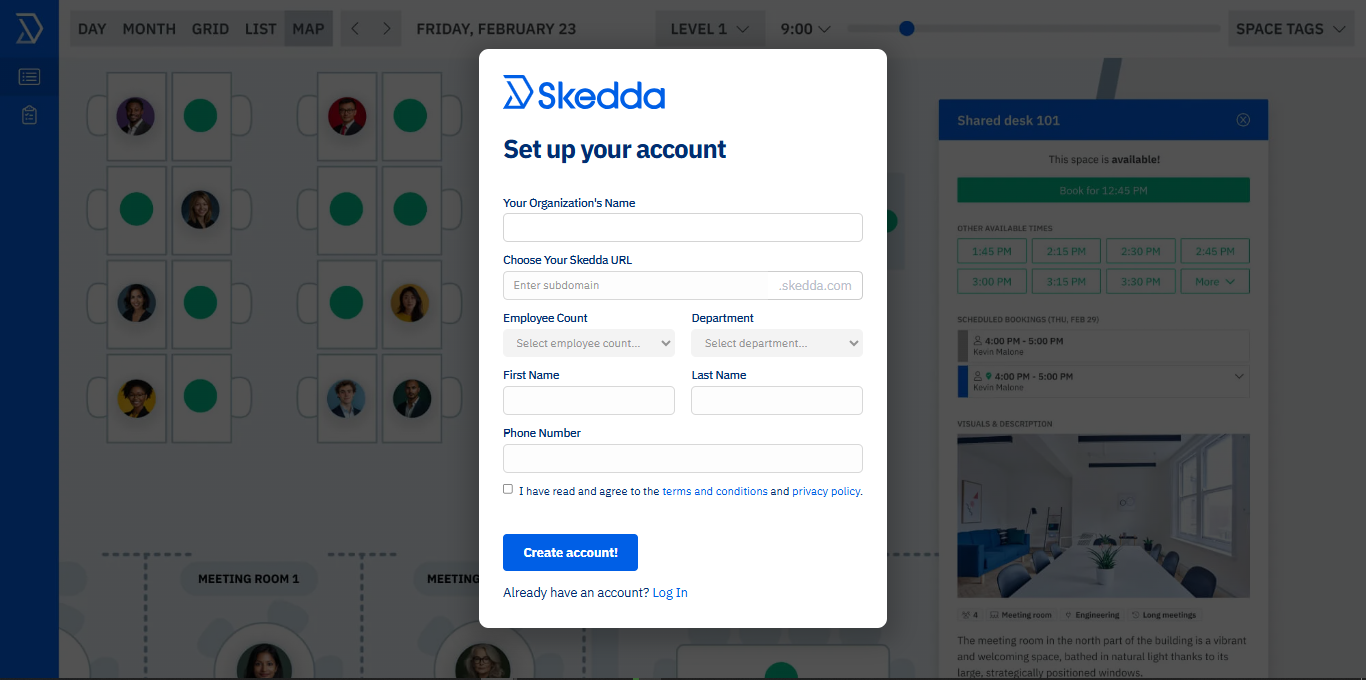 DAY MONTH GRID LIST MAP FRIDAY, FEBRUARY 23 LEVEL 1 9:00 SPACE TAGS
Skedda
Set up your account
Your Organization's Name
Choose Your Skedda URL
Enter subdomain .skedda.com
Employee Count Department
Select employee count... Select department...
First Name Last Name
Phone Number
I have read and agree to the terms and conditions and privacy policy.
Create account!
Already have an account? Log In
Shared desk 101
This space is available!
Book for 12:45 PM
OTHER AVAILABLE TIMES
1:45 PM 2:15 PM 2:30 PM 2:45 PM
3:00 PM 3:15 PM 3:30 PM More
SCHEDULED BOOKINGS (THU, FEB 29)
4:00 PM - 5:00 PM
Kevin Malone
4:00 PM - 5:00 PM
Kevin Malone
VISUALS & DESCRIPTION
4 Meeting room Engineering Long meetings
The meeting room in the north part of the building is a vibrant
and welcoming space, bathed in natural light thanks to its
large, strategically positioned windows.
MEETING ROOM 1
MEETING